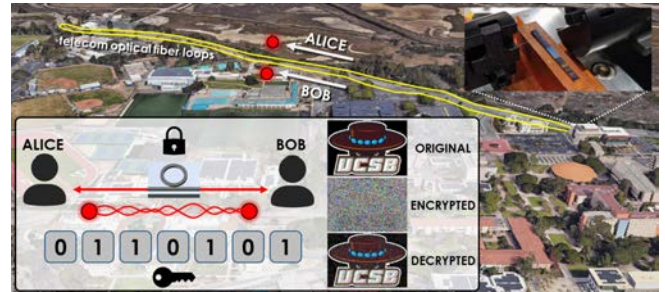 telecom optical fiber loops
ALICE
BOB
ALICE
BOB
0 1 1 0 1 0 1
UCSB
ORIGINAL
ENCRYPTED
UCSB
DECRYPTED